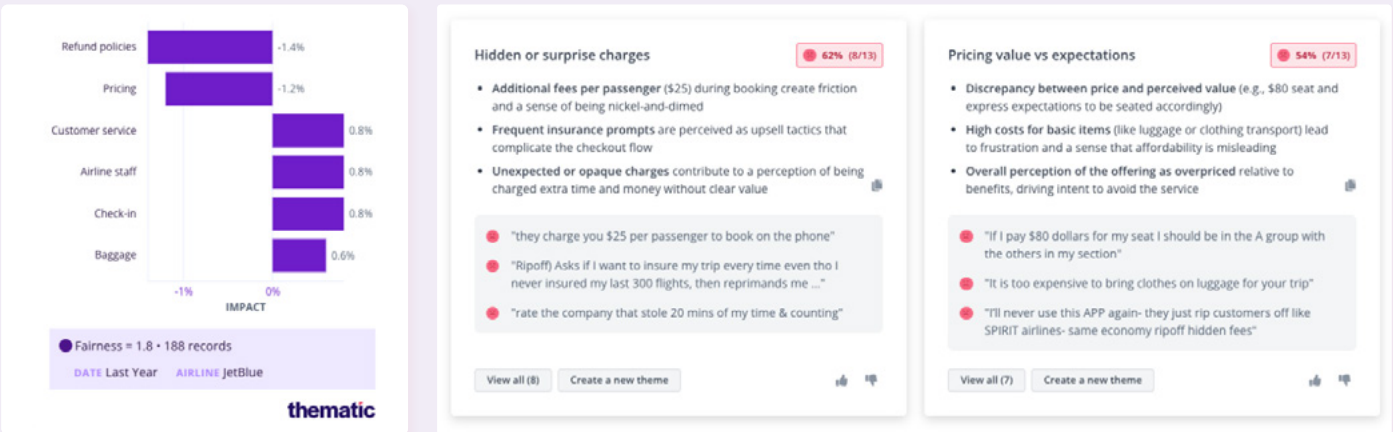 Refund policies
-1.4%
Pricing
-1.2%
Customer service
0.8%
Airline staff
0.8%
Check-in
0.8%
Baggage
0.6%
-1%
0%
IMPACT
Fairness = 1.8 • 188 records
DATE Last Year AIRLINE JetBlue
thematic
Hidden or surprise charges
62% (8/13)
• Additional fees per passenger ($25) during booking create friction
and a sense of being nickel-and-dimed
• Frequent insurance prompts are perceived as upsell tactics that
complicate the checkout flow
• Unexpected or opaque charges contribute to a perception of being
charged extra time and money without clear value
"they charge you $25 per passenger to book on the phone"
"Ripoff) Asks if I want to insure my trip every time even tho I
never insured my last 300 flights, then reprimands me ..."
"rate the company that stole 20 mins of my time & counting"
View all (8)
Create a new theme
Pricing value vs expectations
54% (7/13)
• Discrepancy between price and perceived value (e.g., $80 seat and
express expectations to be seated accordingly)
• High costs for basic items (like luggage or clothing transport) lead
to frustration and a sense that affordability is misleading
• Overall perception of the offering as overpriced relative to
benefits, driving intent to avoid the service
"If I pay $80 dollars for my seat I should be in the A group with
the others in my section"
"It is too expensive to bring clothes on luggage for your trip"
"I'll never use this APP again- they just rip customers off like
SPIRIT airlines- same economy ripoff hidden fees"
View all (7)
Create a new theme